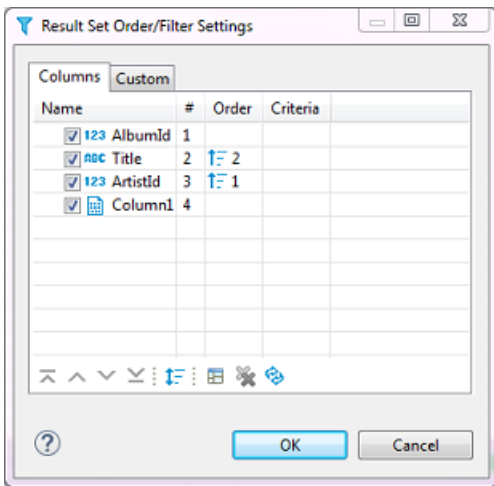 Result Set Order/Filter Settings
Columns Custom
Name # Order Criteria
123 AlbumId 1
ABC Title 2 2
123 ArtistId 3 1
Column1 4
?
OK Cancel